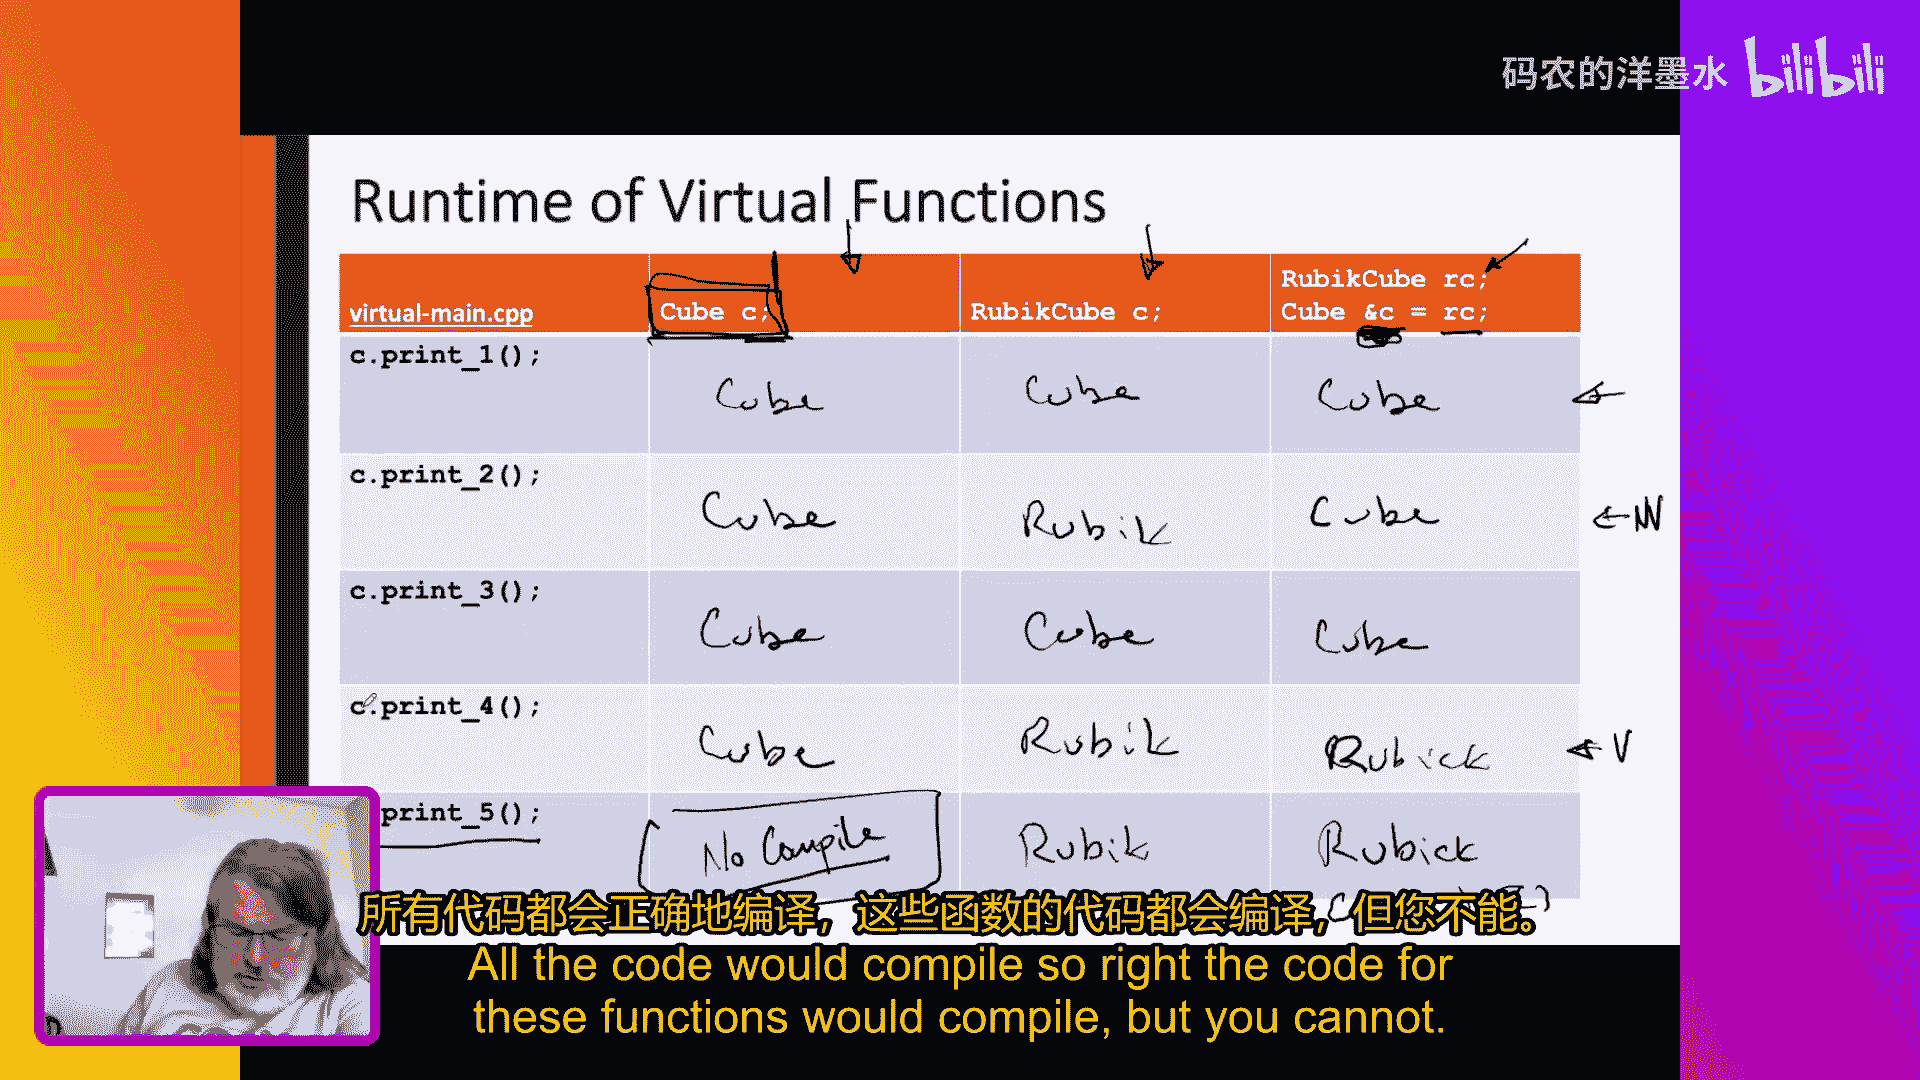 码农的洋墨水 bilibili
Runtime of Virtual Functions
virtual-main.cpp
Cube c;
RubikCube c;
RubikCube rc;
Cube &c = rc;
c.print_1();
Cube
Cube
Cube
c.print_2();
Cube
Rubik
Cube
c.print_3();
Cube
Cube
Cube
c.print_4();
Cube
Rubik
Rubick
V
print_5();
No Compile
Rubik
Rubick
所有代码都会正确地编译，这些函数的代码都会编译，但您不能。
All the code would compile so right the code for
these functions would compile, but you cannot.